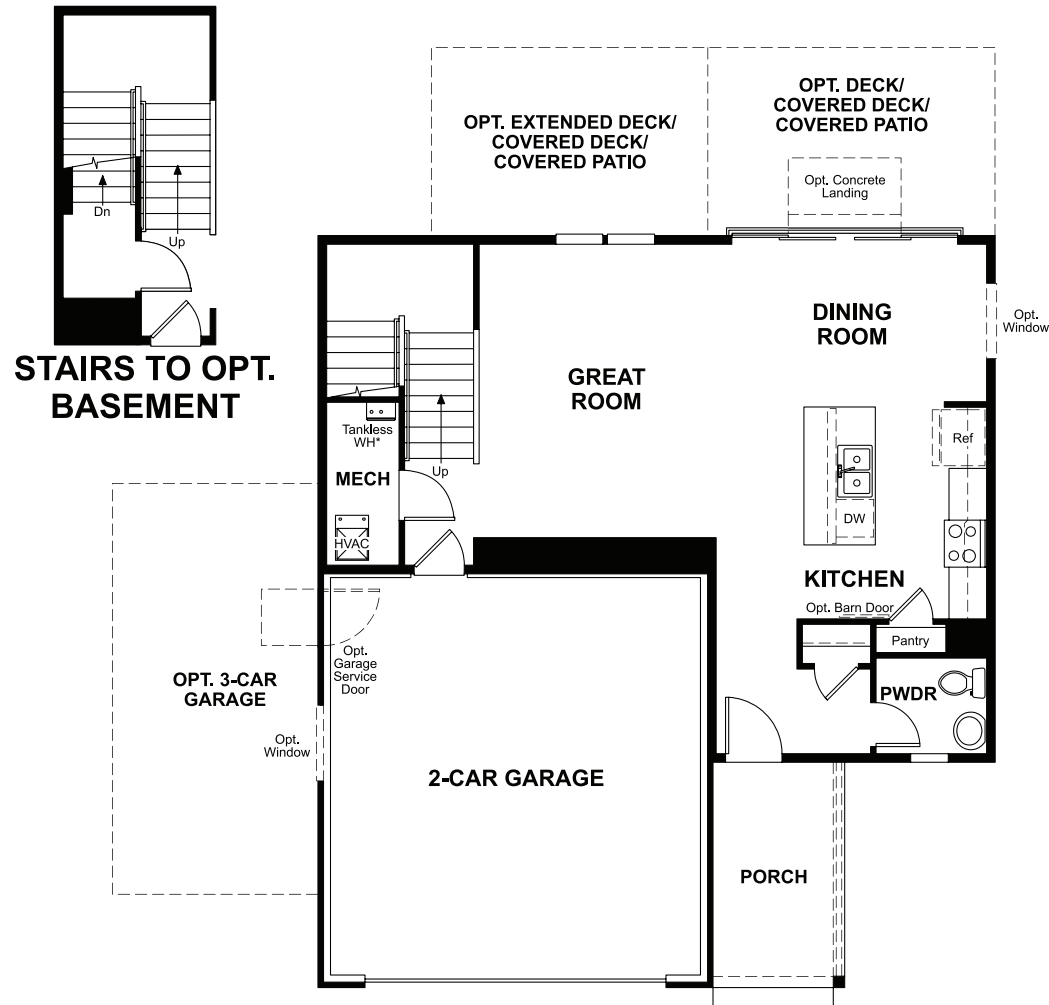 OPT. EXTENDED DECK/
COVERED DECK/
COVERED PATIO
OPT. DECK/
COVERED DECK/
COVERED PATIO
Opt. Concrete
Landing
Dn
Up
STAIRS TO OPT.
BASEMENT
DINING
ROOM
Opt.
Window
GREAT
ROOM
Tankless
WH*
MECH
Up
HVAC
Ref
DW
KITCHEN
Opt. Barn Door
Pantry
PWDR
Opt.
Garage
Service
Door
OPT. 3-CAR
GARAGE
Opt.
Window
2-CAR GARAGE
PORCH